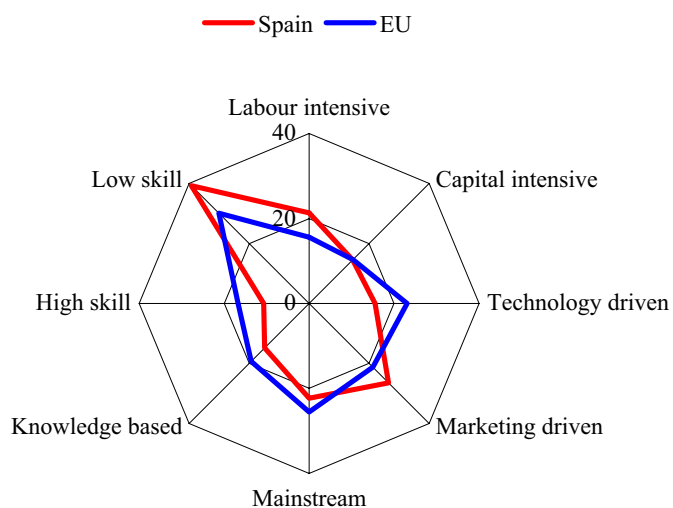 Spain EU
Labour intensive
40
Low skill Capital intensive
20
High skill 0 Technology driven
Knowledge based Marketing driven
Mainstream